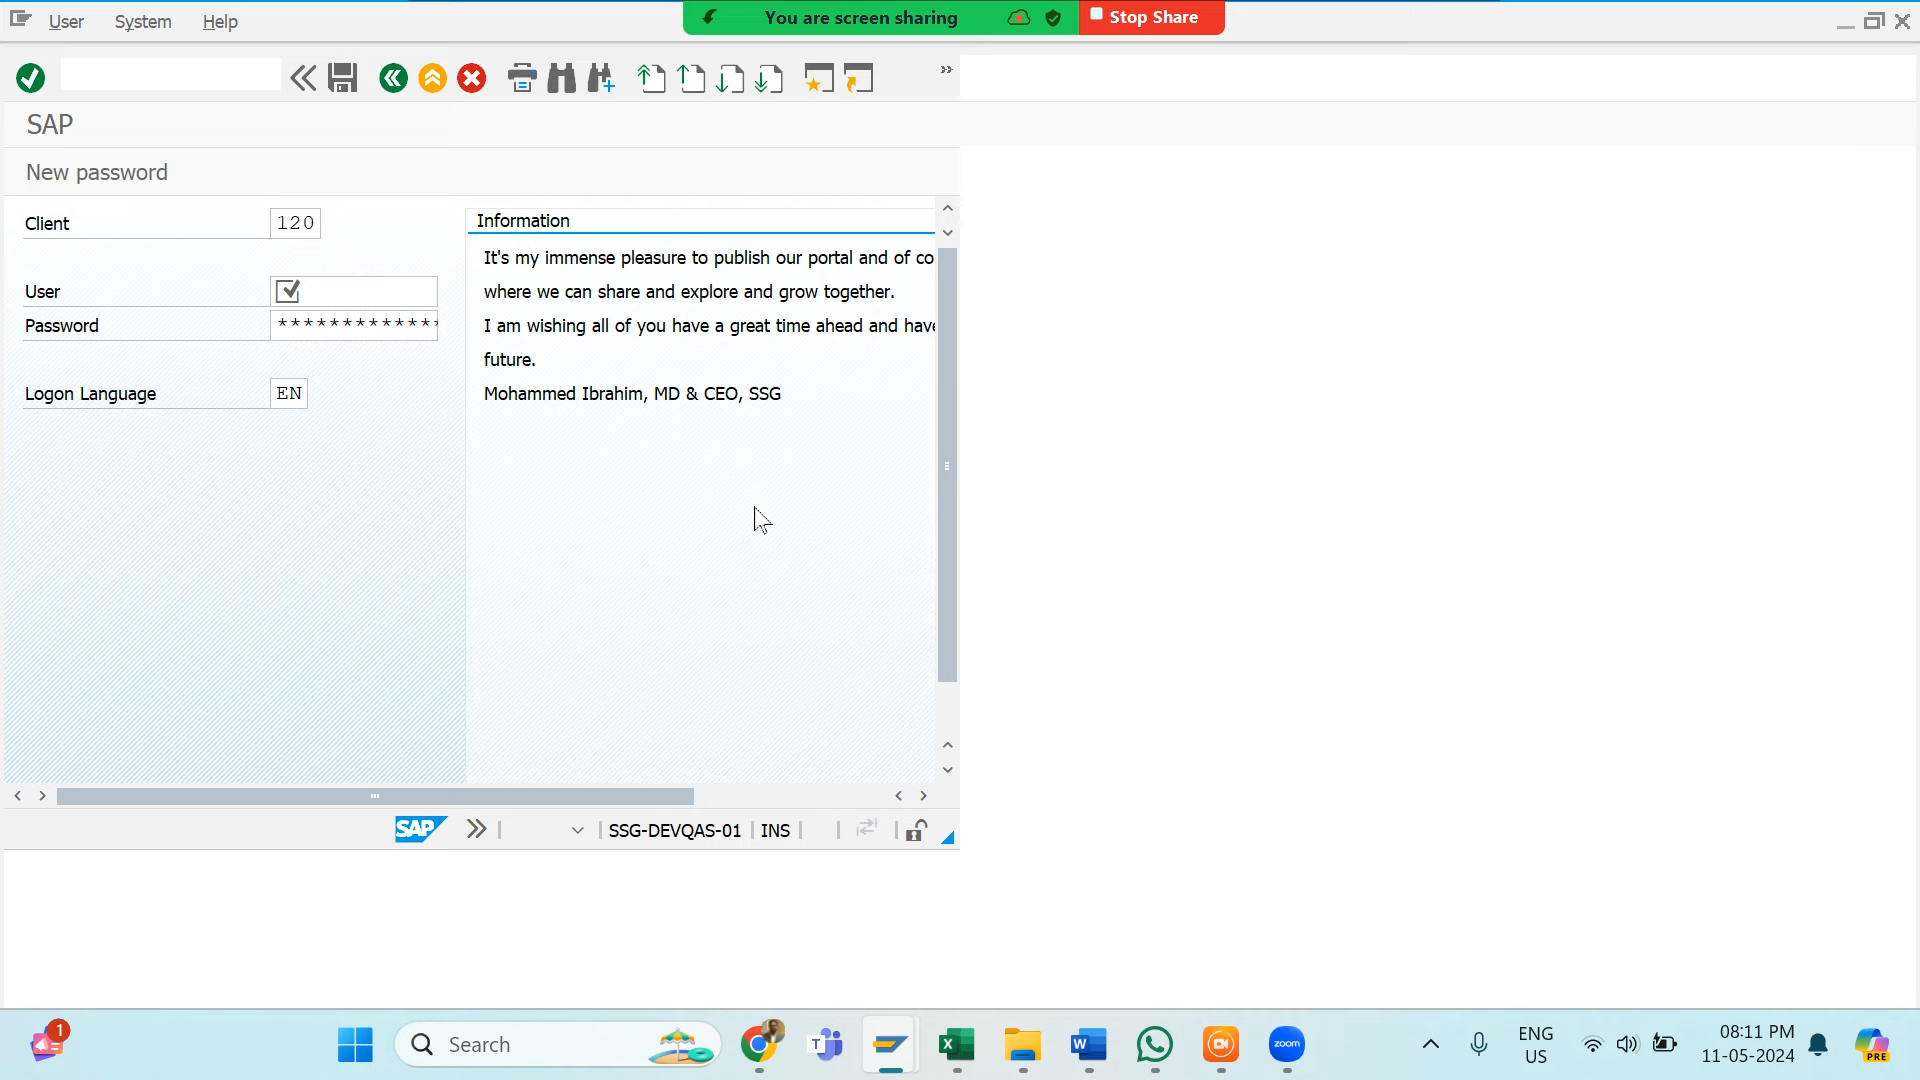 User System Help
You are screen sharing Stop Share
SAP
New password
Client 120
User
Password *************
Logon Language EN
Information
It's my immense pleasure to publish our portal and of co
where we can share and explore and grow together.
I am wishing all of you have a great time ahead and have
future.
Mohammed Ibrahim, MD & CEO, SSG
SAP SSG-DEVQAS-01 INS
1
Search
T
X
W
zoom
ENG
US
08:11 PM
11-05-2024
PRE